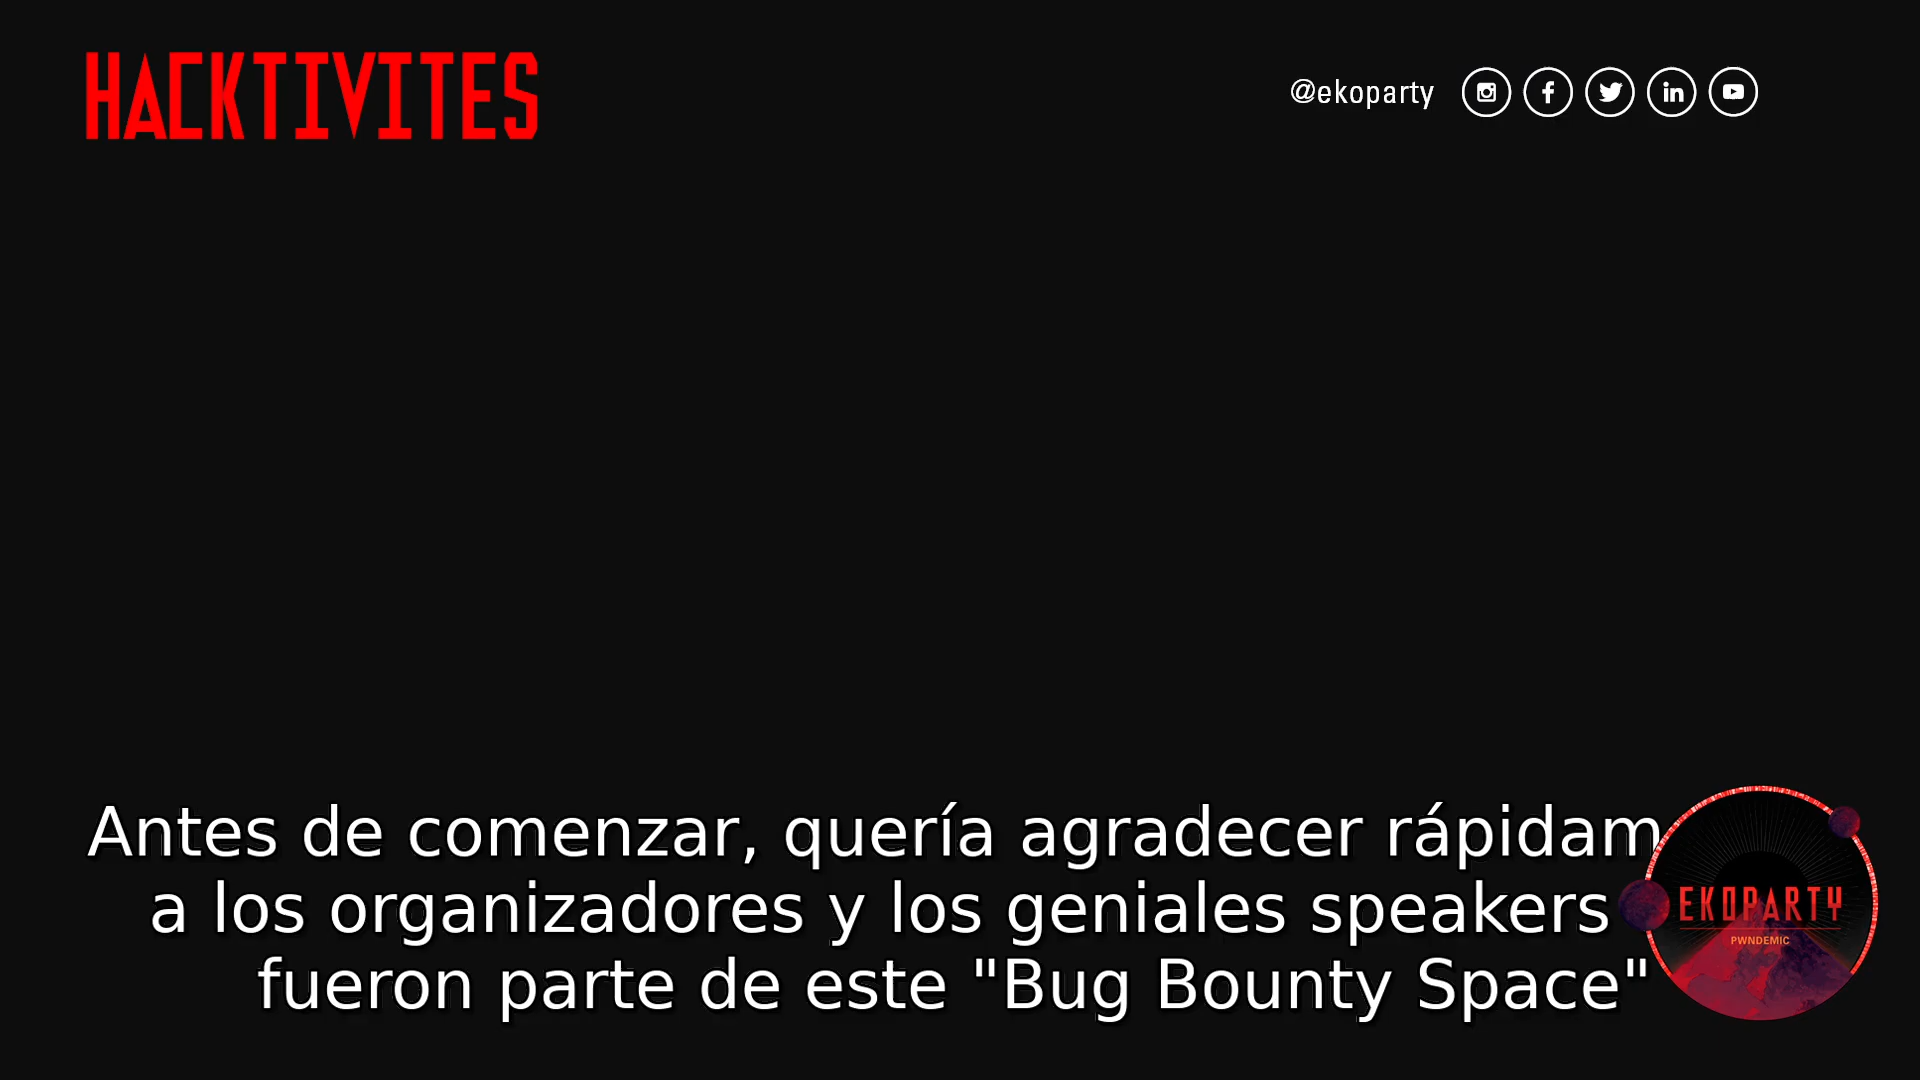 HACKTIVITES
@ekoparty
Antes de comenzar, quería agradecer rápidam
a los organizadores y los geniales speakers
fueron parte de este "Bug Bounty Space"
EKOPARTY
PWNDEMIC